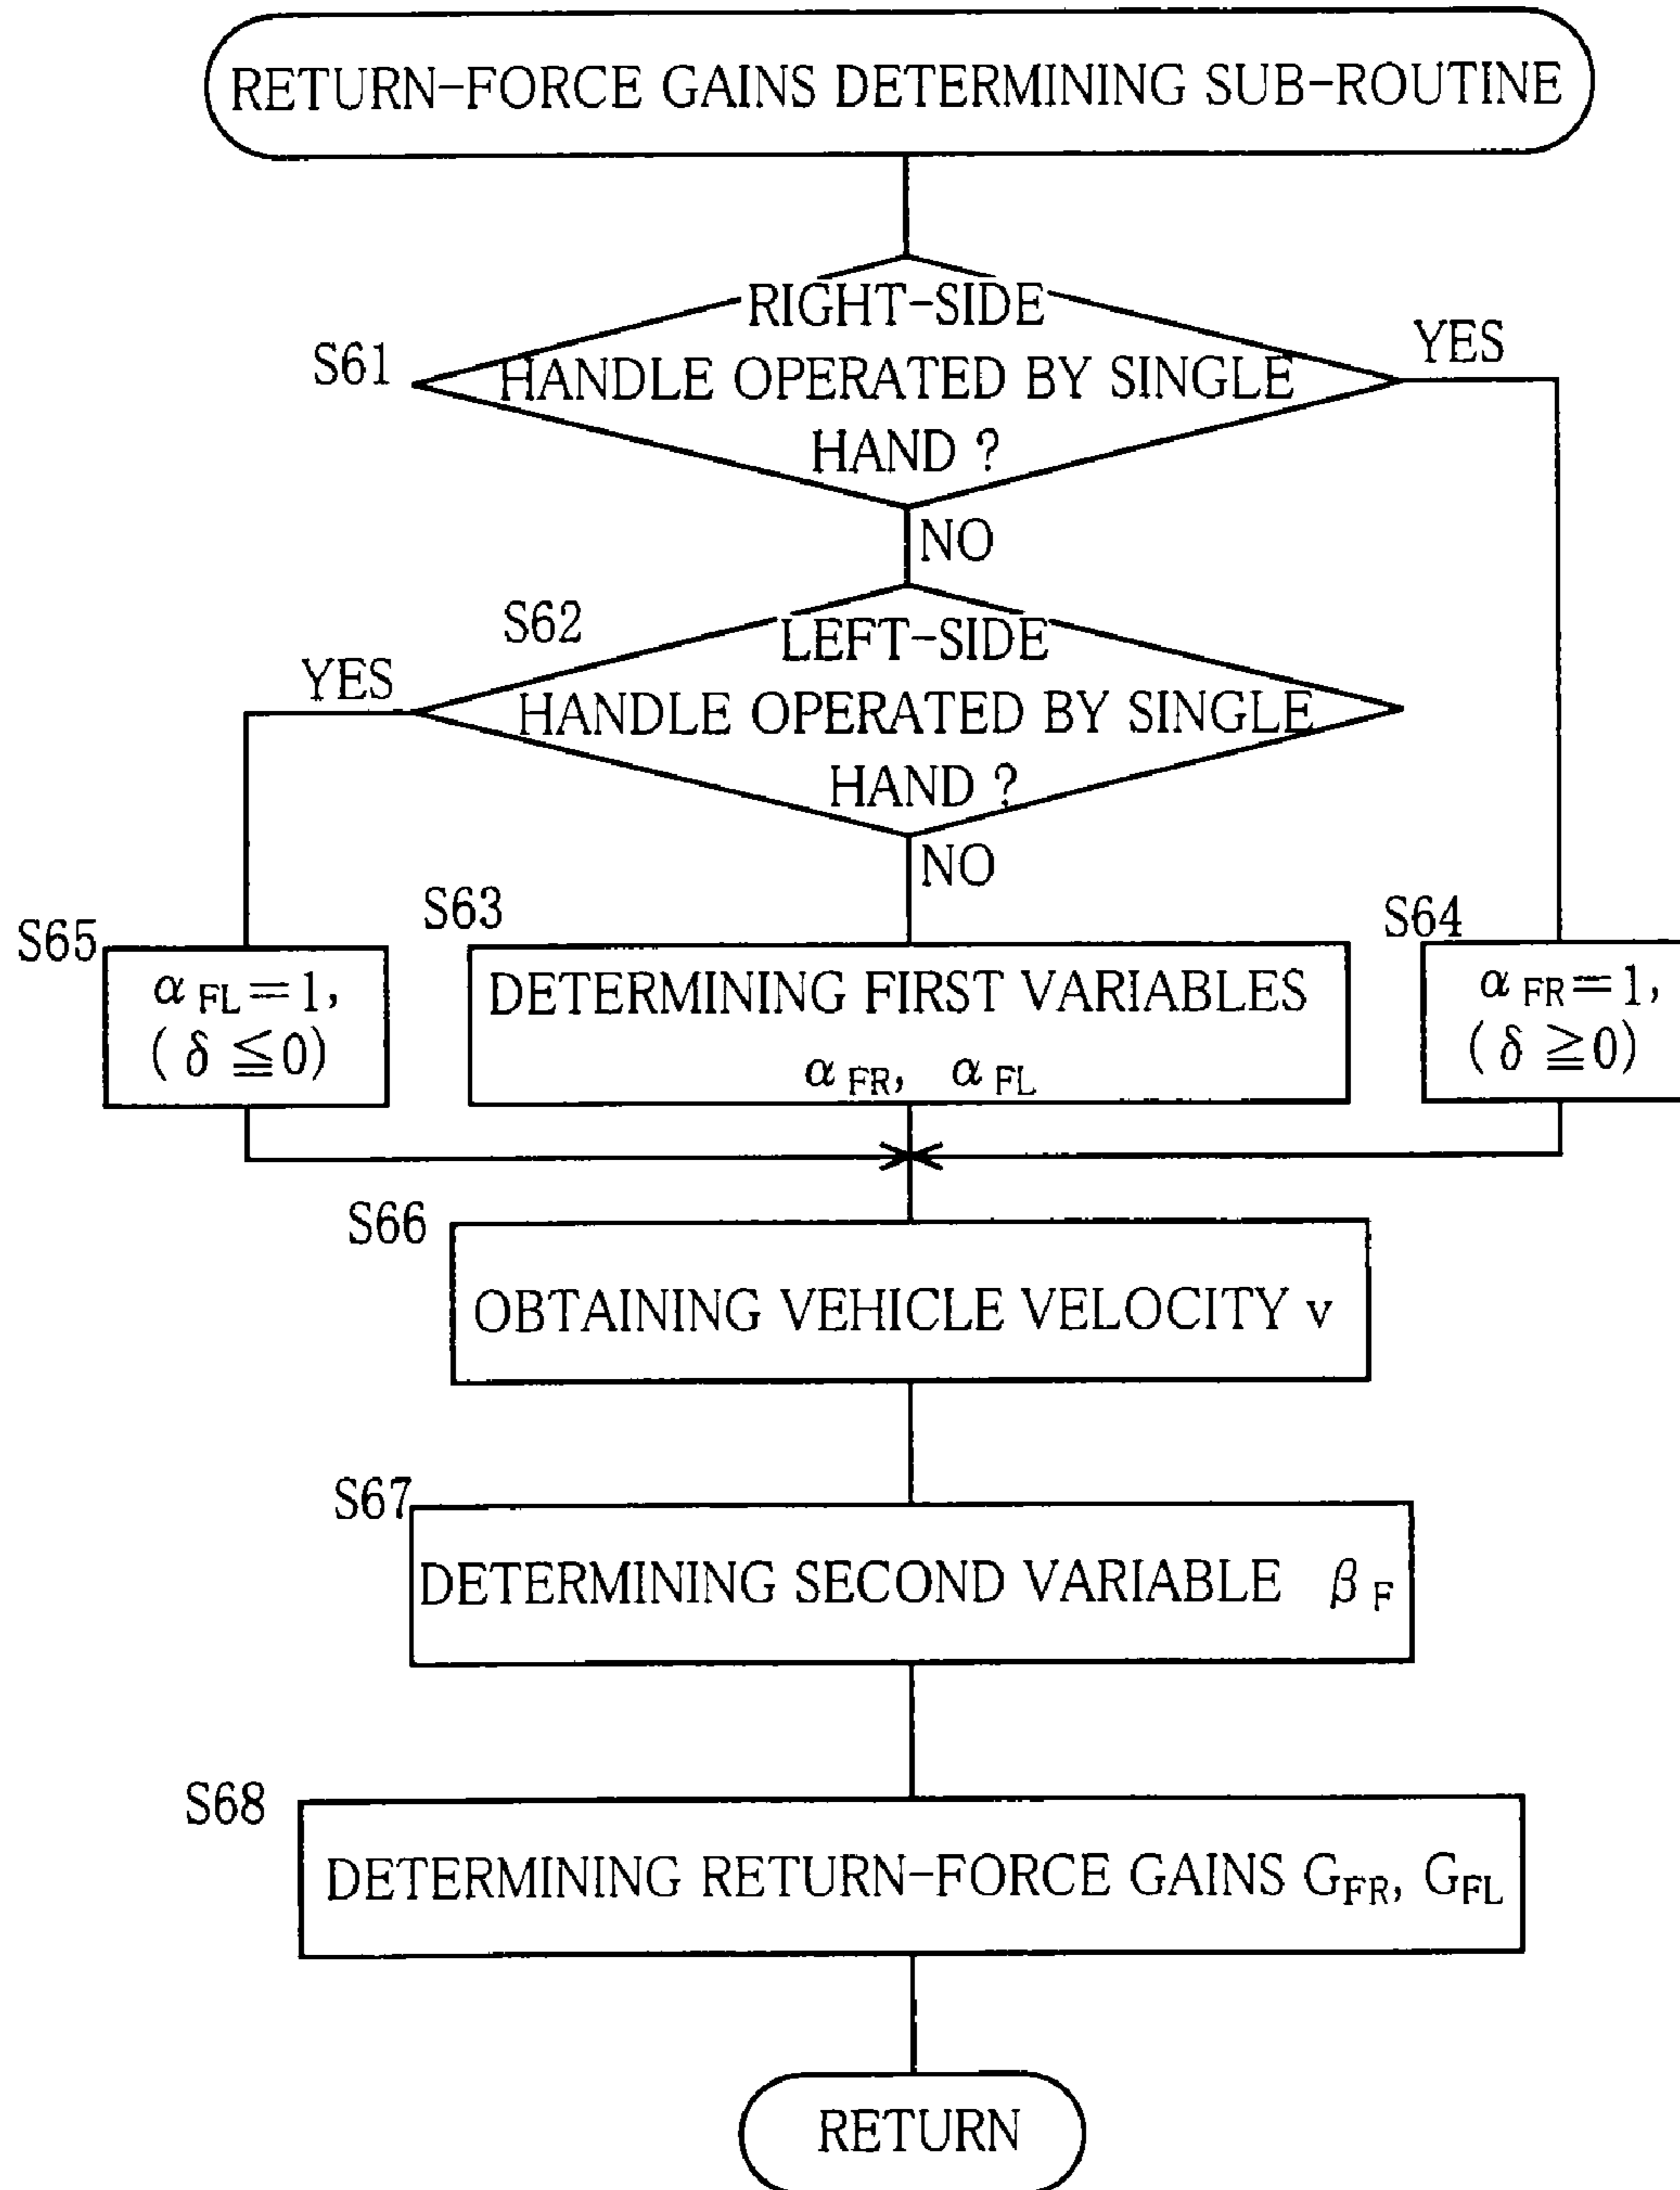 RETURN-FORCE GAINS DETERMINING SUB-ROUTINE
S61
RIGHT-SIDE
HANDLE OPERATED BY SINGLE
HAND ?
YES
NO
S62
LEFT-SIDE
HANDLE OPERATED BY SINGLE
HAND ?
YES
NO
S65
α FL=1,
( δ ≦0)
S63
DETERMINING FIRST VARIABLES
α FR, α FL
S64
α FR=1,
( δ ≧0)
S66
OBTAINING VEHICLE VELOCITY v
S67
DETERMINING SECOND VARIABLE β F
S68
DETERMINING RETURN-FORCE GAINS GFR, GFL
RETURN